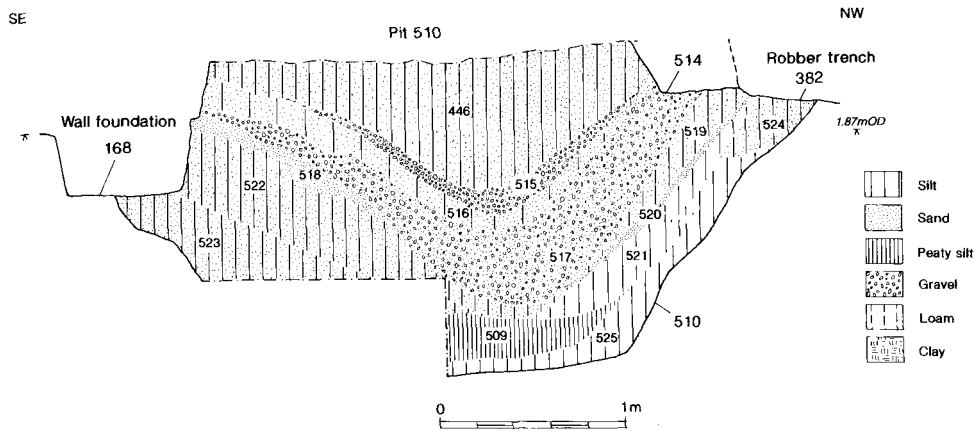 SE
NW
Pit 510
514
Robber trench
382
446
Wall foundation
168
519
524
1.87mOD
522
518
515
516
520
523
517
521
509
525
510
Silt
Sand
Peaty silt
Gravel
Loam
Clay
0
1m